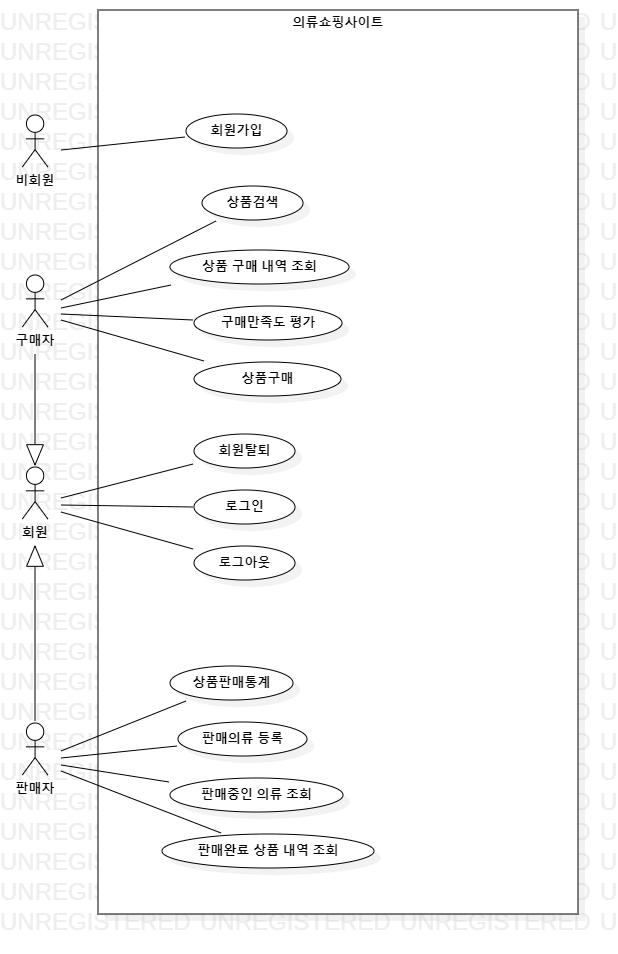 의류쇼핑사이트
회원가입
비회원
상품검색
상품 구매 내역 조회
구매만족도 평가
구매자
상품구매
회원탈퇴
로그인
회원
로그아웃
상품판매통계
판매의류 등록
판매자
판매중인 의류 조회
판매완료 상품 내역 조회
UNREGISTERED UNREGISTERED UNREGISTERED U